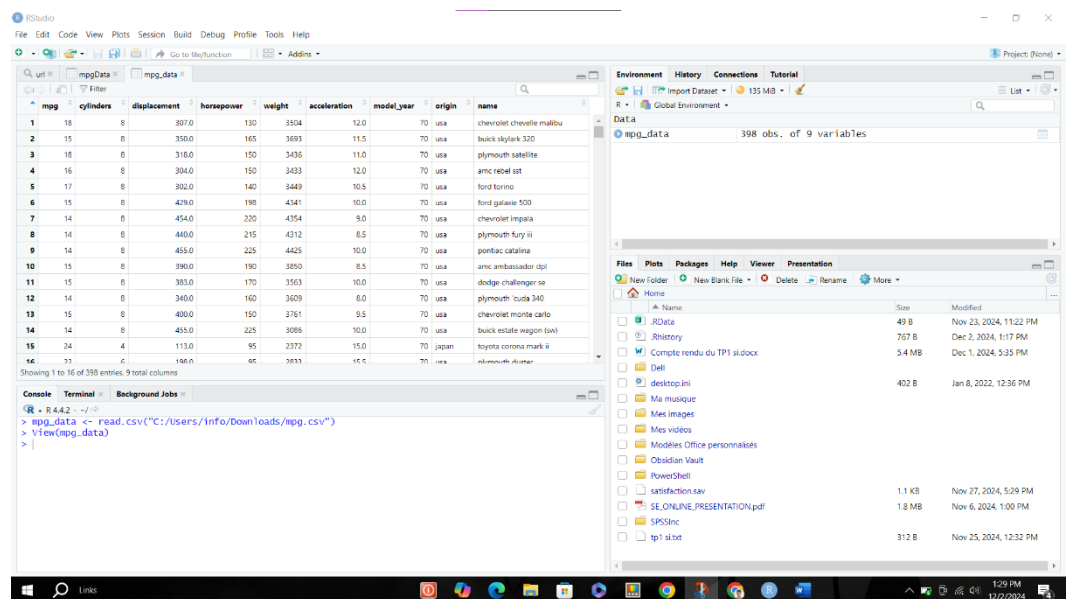 RStudio
File Edit Code View Plots Session Build Debug Profile Tools Help
Go to file/function Addins Project: (None)
url mpgData mpg_data
Filter
mpg cylinders displacement horsepower weight acceleration model_year origin name
1 18 8 307.0 130 3504 12.0 70 usa chevrolet chevelle malibu
2 15 8 350.0 165 3693 11.5 70 usa buick skylark 320
3 18 8 318.0 150 3436 11.0 70 usa plymouth satellite
4 16 8 304.0 150 3433 12.0 70 usa amc rebel sst
5 17 8 302.0 140 3449 10.5 70 usa ford torino
6 15 8 429.0 198 4341 10.0 70 usa ford galaxie 500
7 14 8 454.0 220 4354 9.0 70 usa chevrolet impala
8 14 8 440.0 215 4312 8.5 70 usa plymouth fury iii
9 14 8 455.0 225 4425 10.0 70 usa pontiac catalina
10 15 8 390.0 190 3850 8.5 70 usa amc ambassador dpl
11 15 8 383.0 170 3563 10.0 70 usa dodge challenger se
12 14 8 340.0 160 3609 8.0 70 usa plymouth 'cuda 340
13 15 8 400.0 150 3761 9.5 70 usa chevrolet monte carlo
14 14 8 455.0 225 3086 10.0 70 usa buick estate wagon (sw)
15 24 4 113.0 95 2372 15.0 70 japan toyota corona mark ii
16 22 6 198.0 95 2833 15.5 70 usa plymouth duster
Showing 1 to 16 of 398 entries, 9 total columns
Console Terminal Background Jobs
R 4.4.2 · ~/
> mpg_data <- read.csv("C:/Users/info/Downloads/mpg.csv")
> View(mpg_data)
>
Environment History Connections Tutorial
Import Dataset 135 MiB List
R Global Environment
Data
mpg_data 398 obs. of 9 variables
Files Plots Packages Help Viewer Presentation
New Folder New Blank File Delete Rename More
Home
Name Size Modified
.RData 49 B Nov 23, 2024, 11:22 PM
.Rhistory 767 B Dec 2, 2024, 1:17 PM
Compte rendu du TP1 si.docx 5.4 MB Dec 1, 2024, 5:35 PM
Dell
desktop.ini 402 B Jan 8, 2022, 12:36 PM
Ma musique
Mes images
Mes vidéos
Modèles Office personnalisés
Obsidian Vault
PowerShell
satisfaction.sav 1.1 KB Nov 27, 2024, 5:29 PM
SE_ONLINE_PRESENTATION.pdf 1.8 MB Nov 6, 2024, 1:00 PM
SPSSInc
tp1 si.txt 312 B Nov 25, 2024, 12:32 PM
Links
1:29 PM
12/2/2024
4